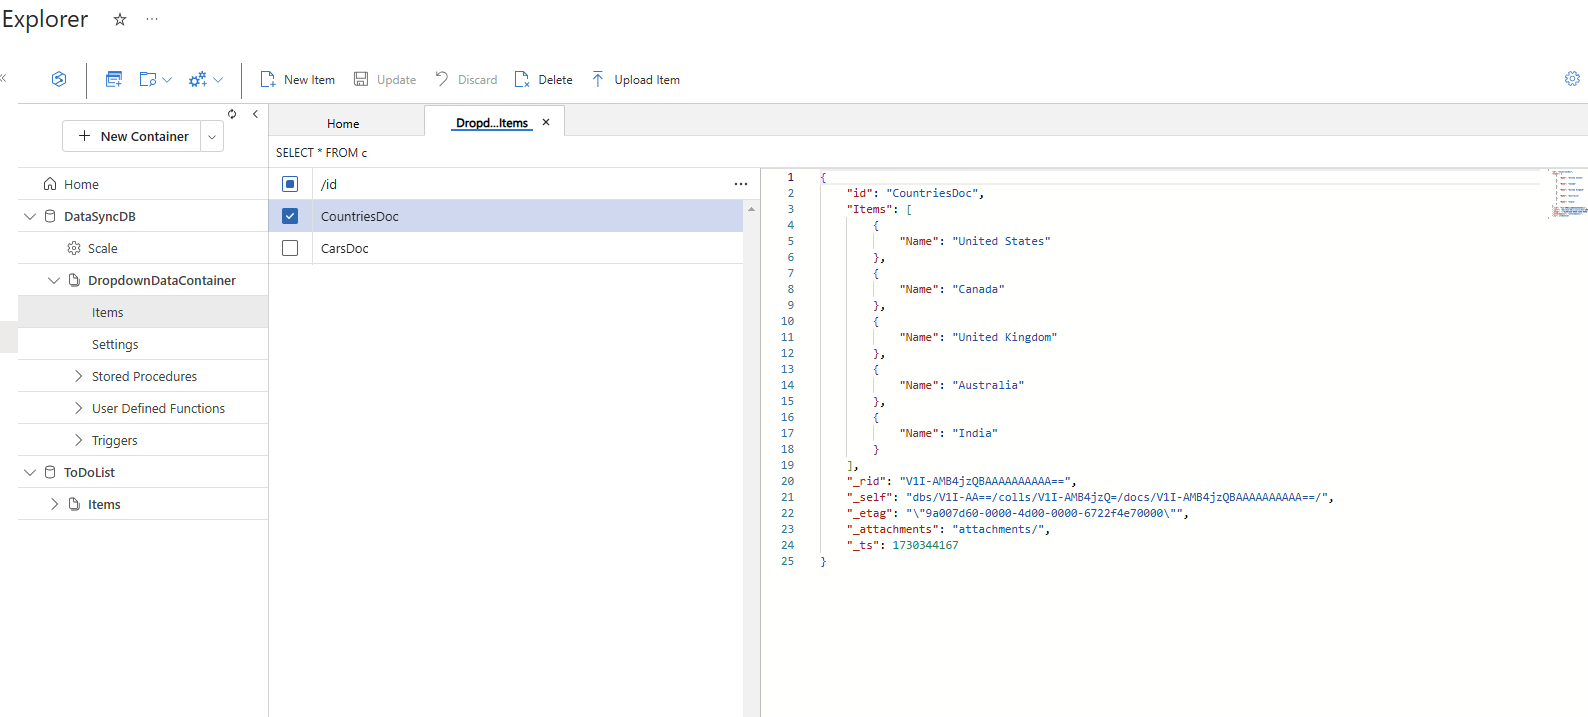 Explorer
New Item Update Discard Delete Upload Item
New Container
Home
DataSyncDB
Scale
DropdownDataContainer
Items
Settings
Stored Procedures
User Defined Functions
Triggers
ToDoList
Items
Home Dropd...Items
SELECT * FROM c
/id
CountriesDoc
CarsDoc
1 {
2 "id": "CountriesDoc",
3 "Items": [
4 {
5 "Name": "United States"
6 },
7 {
8 "Name": "Canada"
9 },
10 {
11 "Name": "United Kingdom"
12 },
13 {
14 "Name": "Australia"
15 },
16 {
17 "Name": "India"
18 }
19 ],
20 "_rid": "V1I-AMB4jzQBAAAAAAAAAA==",
21 "_self": "dbs/V1I-AA==/colls/V1I-AMB4jzQ=/docs/V1I-AMB4jzQBAAAAAAAAAA==/",
22 "_etag": "\"9a007d60-0000-4d00-0000-6722f4e70000\"",
23 "_attachments": "attachments/",
24 "_ts": 1730344167
25 }